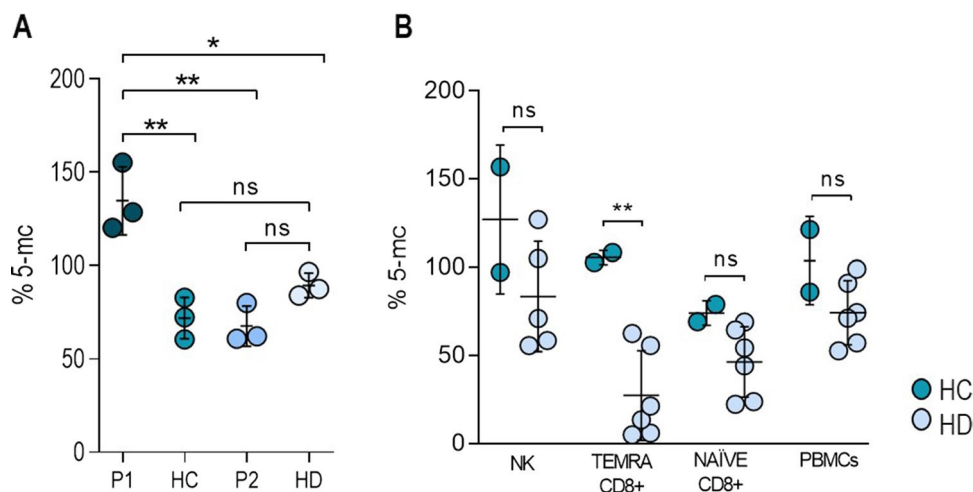 A
*
**
**
ns
ns
200
150
100
50
0
% 5-mc
P1 HC P2 HD
B
ns
**
ns
ns
200
150
100
50
0
% 5-mc
NK TEMRA NAÏVE PBMCs
CD8+ CD8+
HC
HD